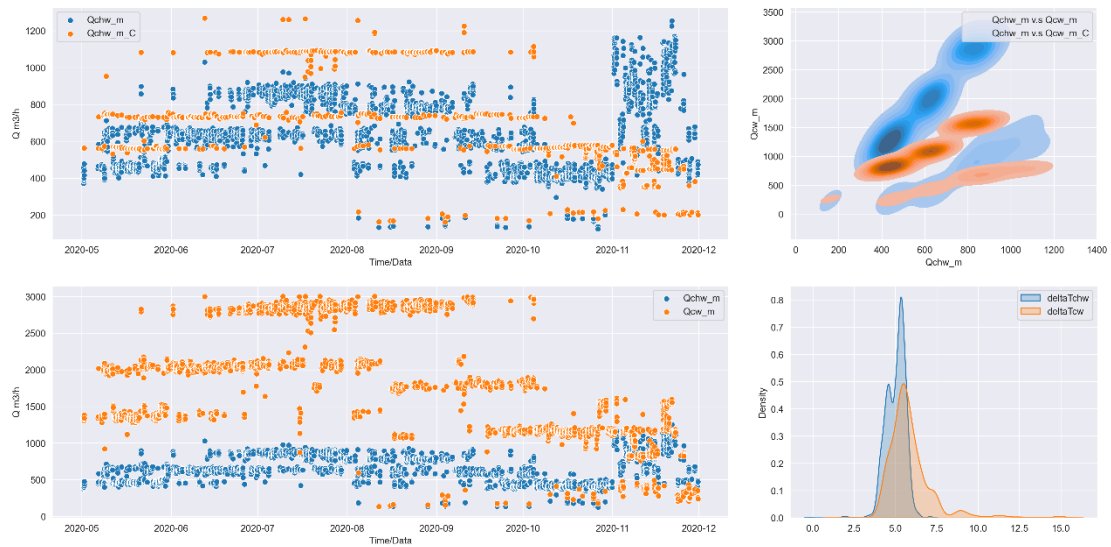 Qchw_m
Qchw_m_C
Q m3/h
1200
1000
800
600
400
200
2020-05 2020-06 2020-07 2020-08 2020-09 2020-10 2020-11 2020-12
Time/Data
Qchw_m v.s Qcw_m
Qchw_m v.s Qcw_m_C
Qcw_m
3500
3000
2500
2000
1500
1000
500
0
0 200 400 600 800 1000 1200 1400
Qchw_m
Qchw_m
Qcw_m
Q m3/h
3000
2500
2000
1500
1000
500
0
2020-05 2020-06 2020-07 2020-08 2020-09 2020-10 2020-11 2020-12
Time/Data
deltaTchw
deltaTcw
Density
0.8
0.7
0.6
0.5
0.4
0.3
0.2
0.1
0.0
0.0 2.5 5.0 7.5 10.0 12.5 15.0